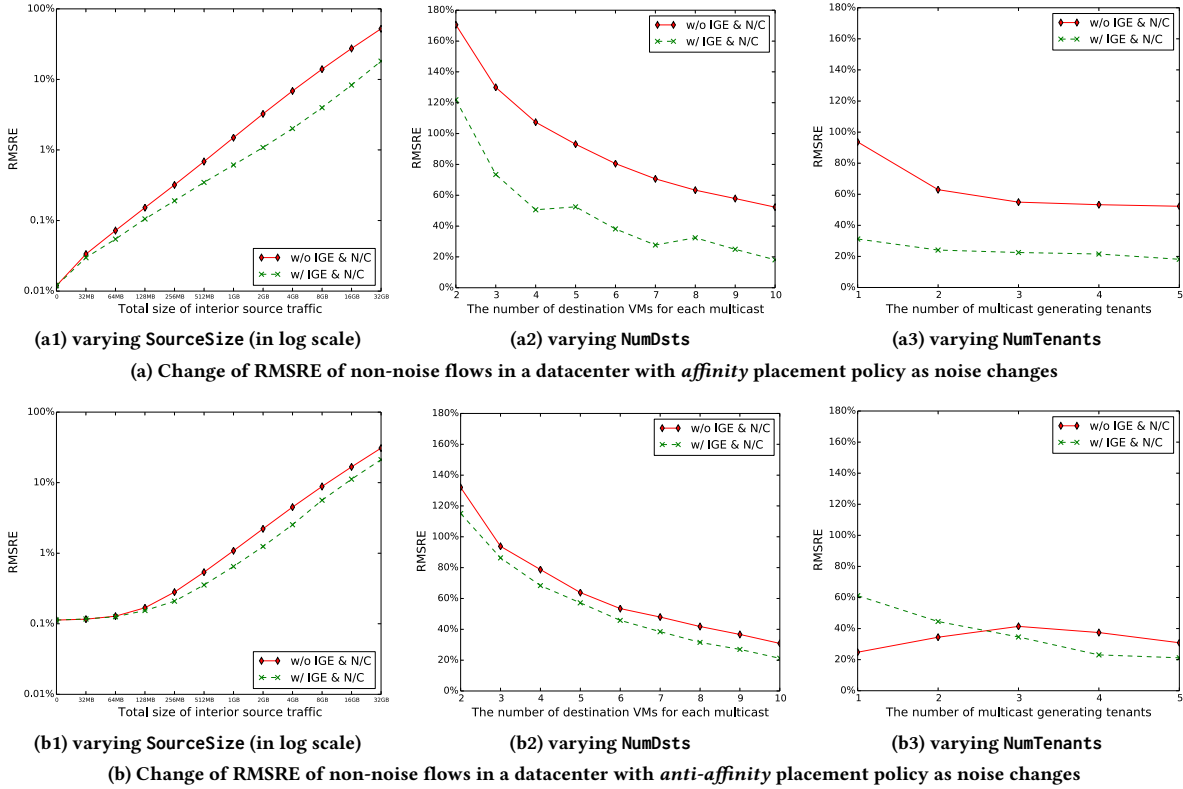 100%
10%
1%
0.1%
0.01%
RMSRE
w/o IGE & N/C
w/ IGE & N/C
0 32MB 64MB 128MB 256MB 512MB 1GB 2GB 4GB 8GB 16GB 32GB
Total size of interior source traffic
(a1) varying SourceSize (in log scale)
180%
160%
140%
120%
100%
80%
60%
40%
20%
0%
RMSRE
w/o IGE & N/C
w/ IGE & N/C
2 3 4 5 6 7 8 9 10
The number of destination VMs for each multicast
(a2) varying NumDsts
180%
160%
140%
120%
100%
80%
60%
40%
20%
0%
RMSRE
w/o IGE & N/C
w/ IGE & N/C
1 2 3 4 5
The number of multicast generating tenants
(a3) varying NumTenants
(a) Change of RMSRE of non-noise flows in a datacenter with affinity placement policy as noise changes
100%
10%
1%
0.1%
0.01%
RMSRE
w/o IGE & N/C
w/ IGE & N/C
0 32MB 64MB 128MB 256MB 512MB 1GB 2GB 4GB 8GB 16GB 32GB
Total size of interior source traffic
(b1) varying SourceSize (in log scale)
180%
160%
140%
120%
100%
80%
60%
40%
20%
0%
RMSRE
w/o IGE & N/C
w/ IGE & N/C
2 3 4 5 6 7 8 9 10
The number of destination VMs for each multicast
(b2) varying NumDsts
180%
160%
140%
120%
100%
80%
60%
40%
20%
0%
RMSRE
w/o IGE & N/C
w/ IGE & N/C
1 2 3 4 5
The number of multicast generating tenants
(b3) varying NumTenants
(b) Change of RMSRE of non-noise flows in a datacenter with anti-affinity placement policy as noise changes